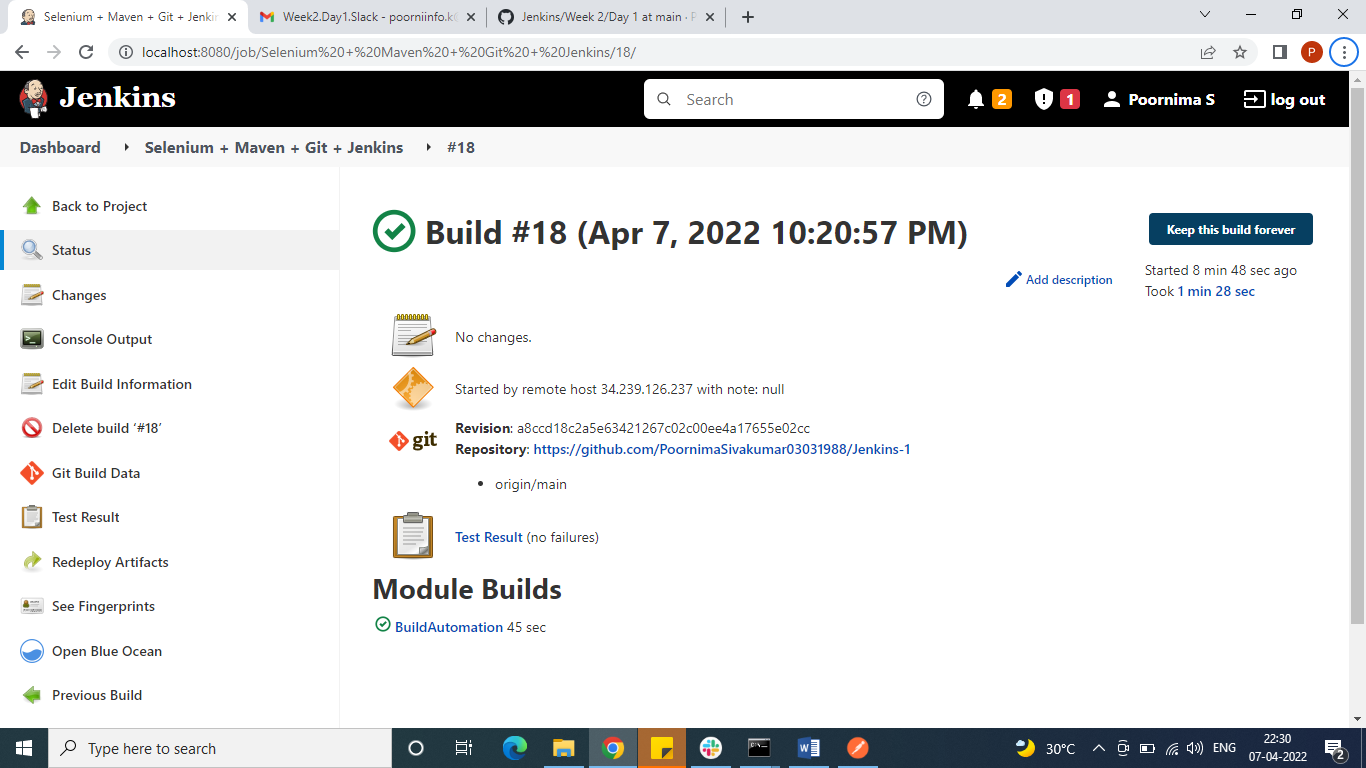 Selenium + Maven + Git + Jenkin
Week2.Day1.Slack - poorniinfo.k
Jenkins/Week 2/Day 1 at main ·
localhost:8080/job/Selenium%20+%20Maven%20+%20Git%20+%20Jenkins/18/
P
Jenkins
Search
2
1
Poornima S
log out
Dashboard
Selenium + Maven + Git + Jenkins
#18
Back to Project
Status
Changes
Console Output
Edit Build Information
Delete build ‘#18’
Git Build Data
Test Result
Redeploy Artifacts
See Fingerprints
Open Blue Ocean
Previous Build
Build #18 (Apr 7, 2022 10:20:57 PM)
Keep this build forever
Add description
Started 8 min 48 sec ago
Took 1 min 28 sec
No changes.
Started by remote host 34.239.126.237 with note: null
git
Revision: a8ccd18c2a5e63421267c02c00ee4a17655e02cc
Repository: https://github.com/PoornimaSivakumar03031988/Jenkins-1
• origin/main
Test Result (no failures)
Module Builds
BuildAutomation 45 sec
Type here to search
30°C
ENG
22:30
07-04-2022
2